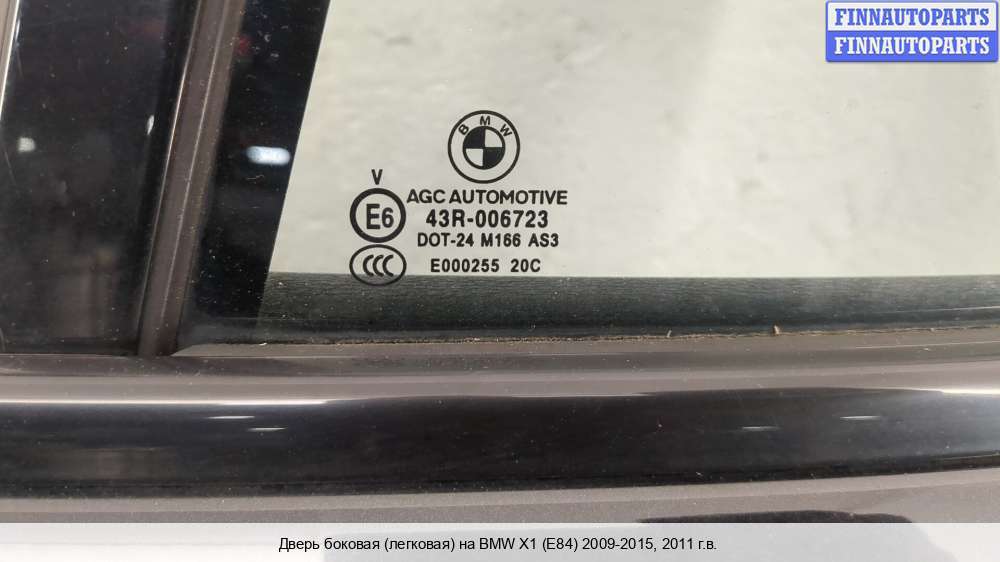 FINNAUTOPARTS
FINNAUTOPARTS
BMW
V
AGC AUTOMOTIVE
E6
43R-006723
DOT-24 M166 AS3
CCC
E000255 20C
Дверь боковая (легковая) на BMW X1 (E84) 2009-2015, 2011 г.в.